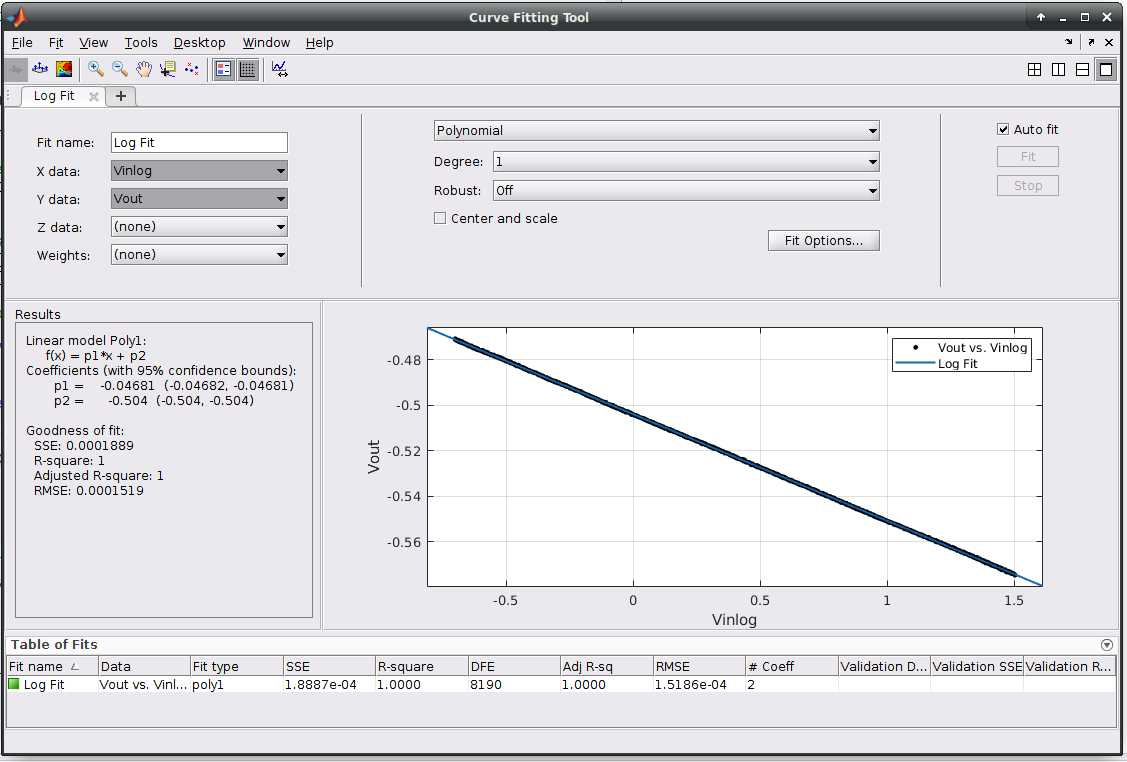 Curve Fitting Tool
File Fit View Tools Desktop Window Help
Log Fit
Fit name: Log Fit
X data: Vinlog
Y data: Vout
Z data: (none)
Weights: (none)
Polynomial
Degree: 1
Robust: Off
Center and scale
Fit Options...
Auto fit
Fit
Stop
Results
Linear model Poly1:
f(x) = p1*x + p2
Coefficients (with 95% confidence bounds):
p1 = -0.04681 (-0.04682, -0.04681)
p2 = -0.504 (-0.504, -0.504)
Goodness of fit:
SSE: 0.0001889
R-square: 1
Adjusted R-square: 1
RMSE: 0.0001519
Vout vs. Vinlog
Log Fit
-0.48
-0.5
-0.52
-0.54
-0.56
Vout
-0.5 0 0.5 1 1.5
Vinlog
Table of Fits
Fit name Data Fit type SSE R-square DFE Adj R-sq RMSE # Coeff Validation D... Validation SSE Validation R...
Log Fit Vout vs. Vinl... poly1 1.8887e-04 1.0000 8190 1.0000 1.5186e-04 2